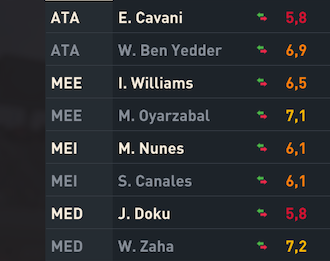 ATA E. Cavani 5,8
ATA W. Ben Yedder 6,9
MEE I. Williams 6,5
MEE M. Oyarzabal 7,1
MEI M. Nunes 6,1
MEI S. Canales 6,1
MED J. Doku 5,8
MED W. Zaha 7,2